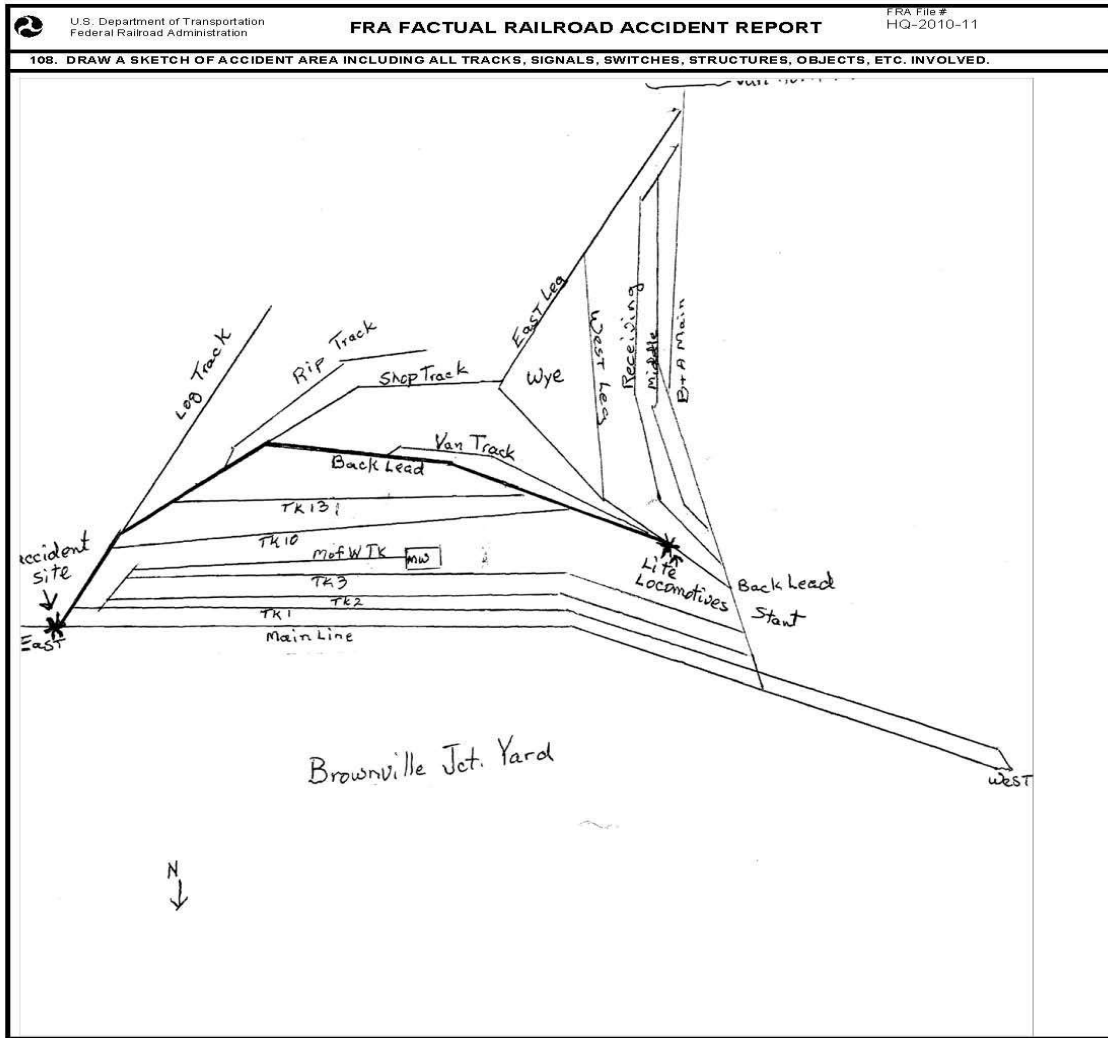 U.S. Department of Transportation
Federal Railroad Administration
FRA FACTUAL RAILROAD ACCIDENT REPORT
FRA File #
HQ-2010-11
108. DRAW A SKETCH OF ACCIDENT AREA INCLUDING ALL TRACKS, SIGNALS, SWITCHES, STRUCTURES, OBJECTS, ETC. INVOLVED.
Log Track
Rip Track
Shop Track
East Leg
Wye
West Leg
Receiving
Middle
B+A Main
Van Track
Back Lead
TK 13
TK 10
M of W TK
MW
TK 3
TK 2
TK 1
Main Line
accident
site
East
Lite
Locomotives
Back Lead
Start
West
Brownville Jct. Yard
N